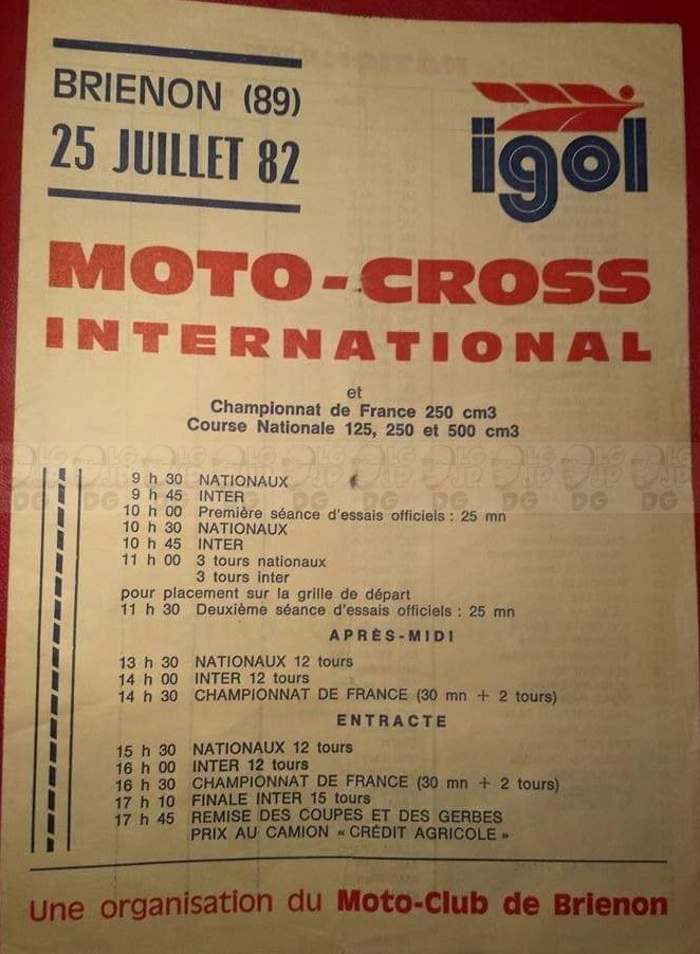 BRIENON (89)
25 JUILLET 82
igol
MOTO-CROSS
INTERNATIONAL
et
Championnat de France 250 cm3
Course Nationale 125, 250 et 500 cm3
9 h 30 NATIONAUX
9 h 45 INTER
10 h 00 Première séance d'essais officiels : 25 mn
10 h 30 NATIONAUX
10 h 45 INTER
11 h 00 3 tours nationaux
3 tours inter
pour placement sur la grille de départ
11 h 30 Deuxième séance d'essais officiels : 25 mn
APRÈS-MIDI
13 h 30 NATIONAUX 12 tours
14 h 00 INTER 12 tours
14 h 30 CHAMPIONNAT DE FRANCE (30 mn + 2 tours)
ENTRACTE
15 h 30 NATIONAUX 12 tours
16 h 00 INTER 12 tours
16 h 30 CHAMPIONNAT DE FRANCE (30 mn + 2 tours)
17 h 10 FINALE INTER 15 tours
17 h 45 REMISE DES COUPES ET DES GERBES
PRIX AU CAMION « CRÉDIT AGRICOLE »
Une organisation du Moto-Club de Brienon